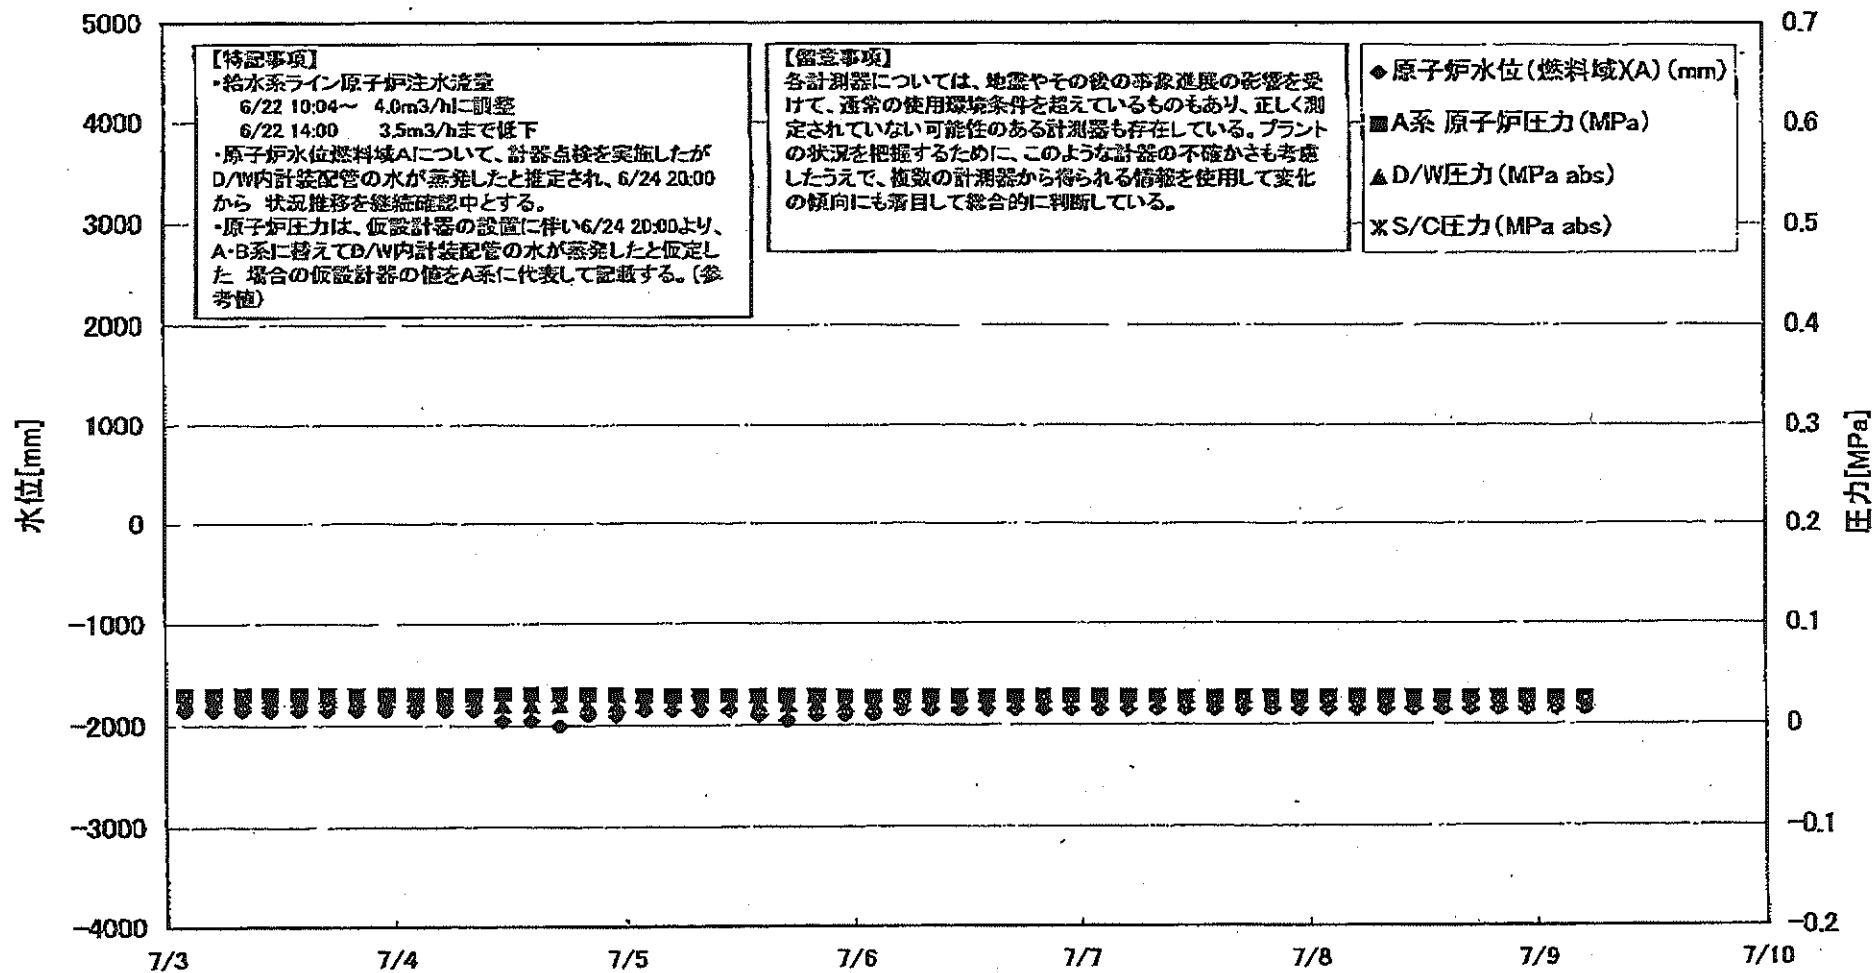 5000
4000
3000
2000
1000
0
-1000
-2000
-3000
-4000
水位[mm]
【特記事項】
・給水系ライン原子炉注水流量
6/22 10:04～ 4.0m3/hに調整
6/22 14:00 3.5m3/hまで低下
・原子炉水位燃料域Aについて、計器点検を実施したが
D/W内計装配管の水が蒸発したと推定され、6/24 20:00
から 状況推移を継続確認中とする。
・原子炉圧力は、仮設計器の設置に伴い6/24 20:00より、
A・B系に替えてD/W内計装配管の水が蒸発したと仮定し
た 場合の仮設計器の値をA系に代表して記載する。(参
考値)
【留意事項】
各計測器については、地震やその後の事象進展の影響を受
けて、通常の使用環境条件を超えているものもあり、正しく測
定されていない可能性のある計測器も存在している。プラント
の状況を把握するために、このような計器の不確かさも考慮
したうえで、複数の計測器から得られる情報を使用して変化
の傾向にも着目して総合的に判断している。
◆原子炉水位(燃料域)(A)(mm)
■A系 原子炉圧力(MPa)
▲D/W圧力(MPa abs)
S/C圧力(MPa abs)
0.7
0.6
0.5
0.4
0.3
0.2
0.1
0
-0.1
-0.2
圧力[MPa]
7/3 7/4 7/5 7/6 7/7 7/8 7/9 7/10